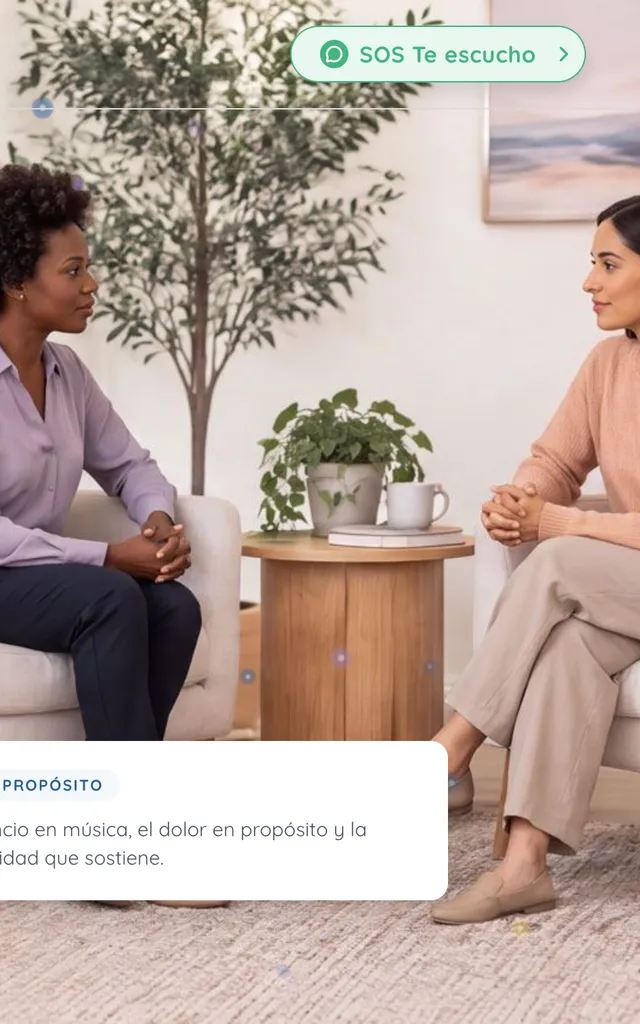 SOS Te escucho
PROPÓSITO
en música, el dolor en propósito y la
que sostiene.